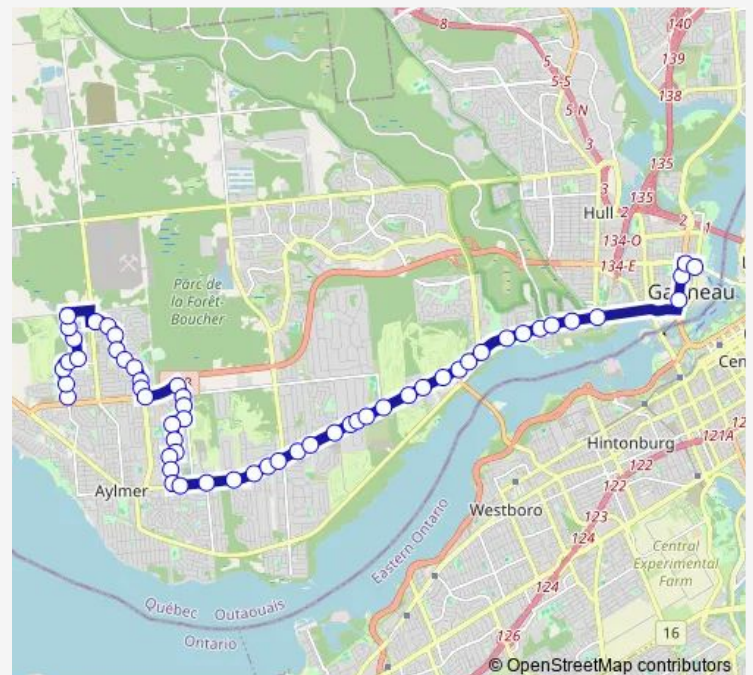 8
140
5
139
5-S
138
5-N
3
135
3
Hull
2
135
2
1
134-O
134-E
Parc de
la Forêt-
Boucher
Ga neau
Cen
Hintonburg
121A
122
Aylmer
122
Westboro
123
124
Central
Experimental
Farm
Eastern Ontario
124
Québec Outaouais
Ontario
126
16
© OpenStreetMap contributors